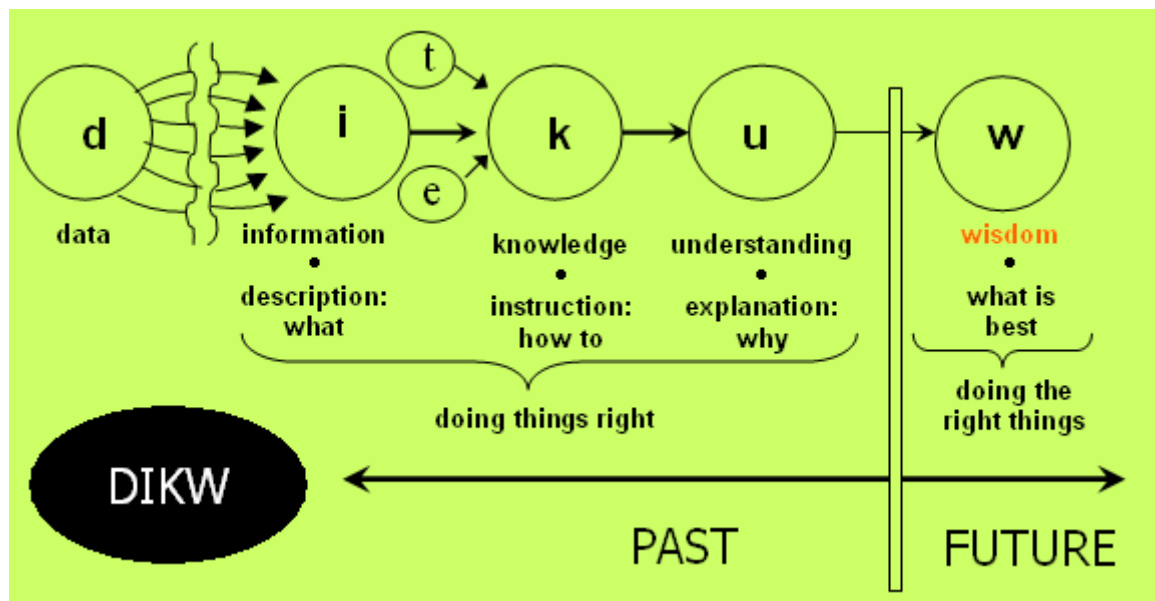 t
d
i
k
u
w
e
data
information
knowledge
understanding
wisdom
description:
what
instruction:
how to
explanation:
why
what is
best
doing things right
doing the
right things
DIKW
PAST
FUTURE